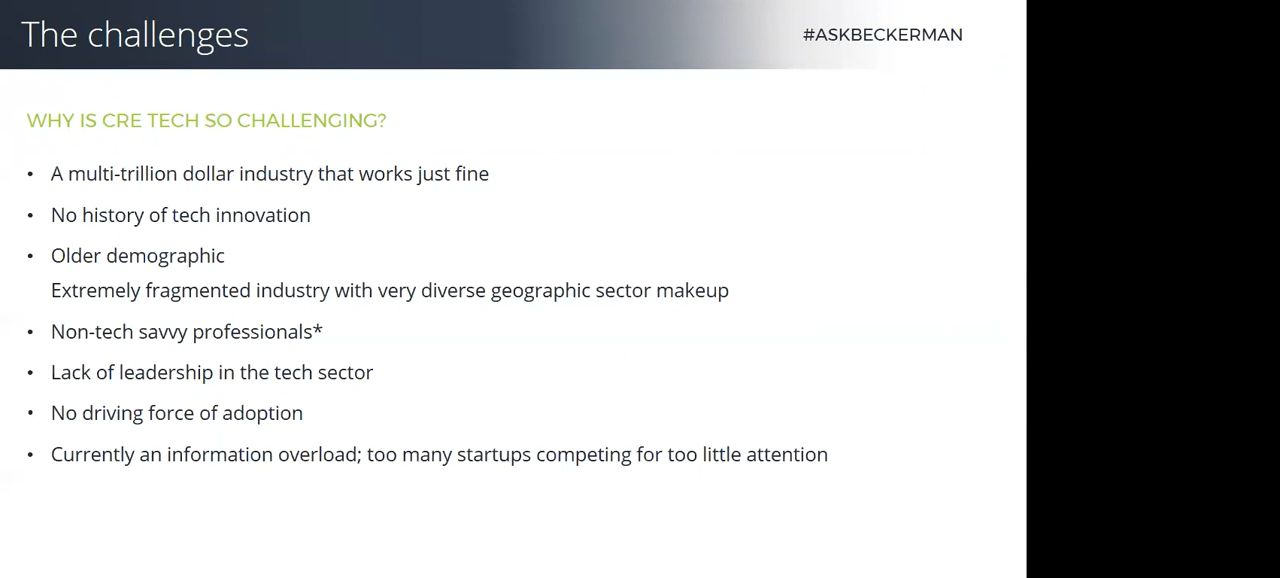 The challenges
#ASKBECKERMAN
WHY IS CRE TECH SO CHALLENGING?
• A multi-trillion dollar industry that works just fine
• No history of tech innovation
• Older demographic
Extremely fragmented industry with very diverse geographic sector makeup
• Non-tech savvy professionals*
• Lack of leadership in the tech sector
• No driving force of adoption
• Currently an information overload; too many startups competing for too little attention